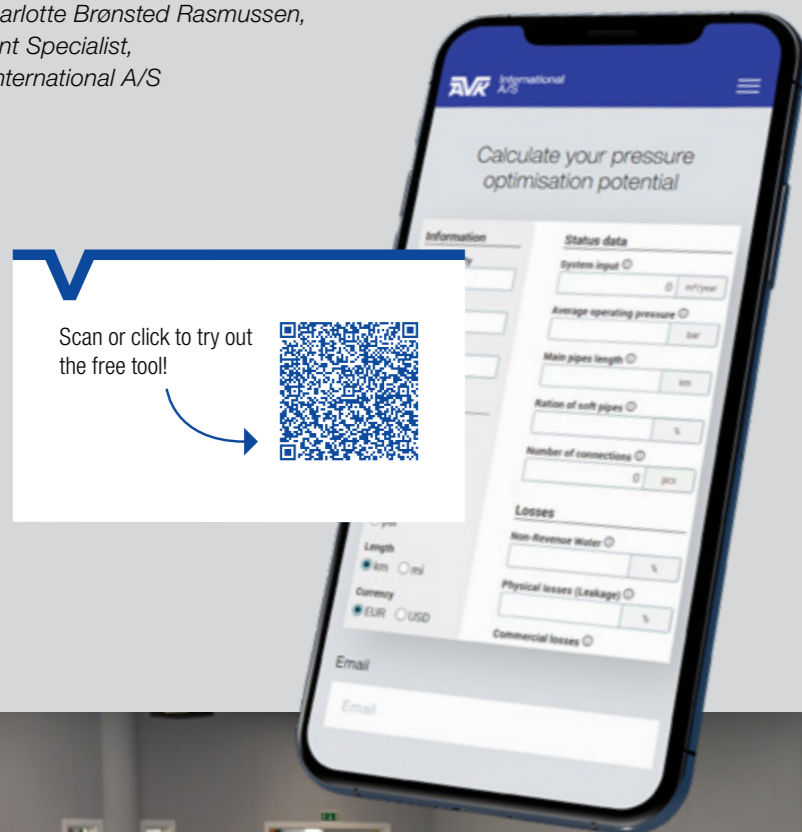 arlotte Brønsted Rasmussen,
nt Specialist,
nternational A/S
AVK International
A/S
Calculate your pressure
optimisation potential
Scan or click to try out
the free tool!
Information
Status data
System input
0 m³/year
Average operating pressure
bar
Main pipes length
km
Ration of soft pipes
%
Number of connections
0 pcs
Losses
Non-Revenue Water
%
Physical losses (Leakage)
%
Commercial losses
Length
km mi
Currency
EUR USD
Email
Email